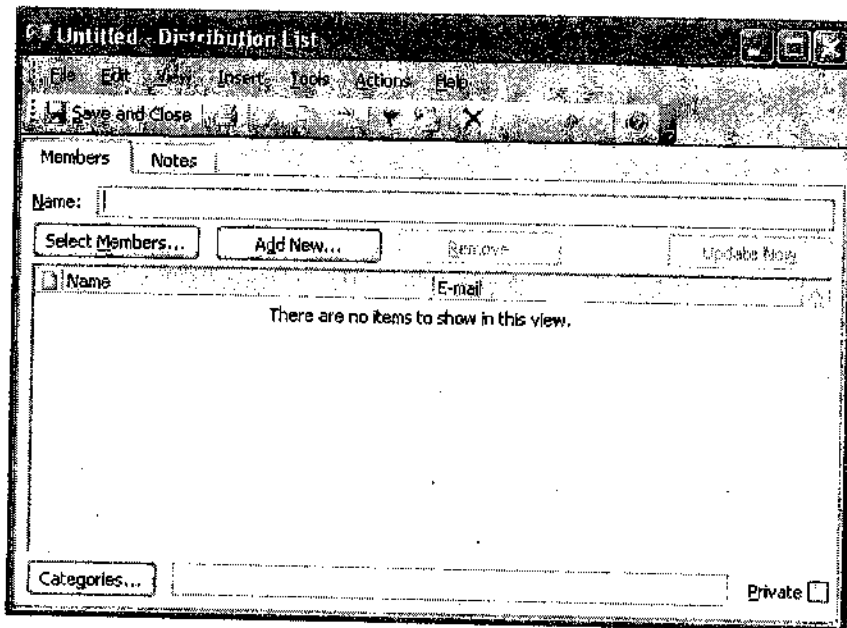 Untitled - Distribution List
File Edit View Insert Tools Actions Help
Save and Close
Members Notes
Name:
Select Members... Add New... Remove Update Now
Name E-mail
There are no items to show in this view.
Categories... Private